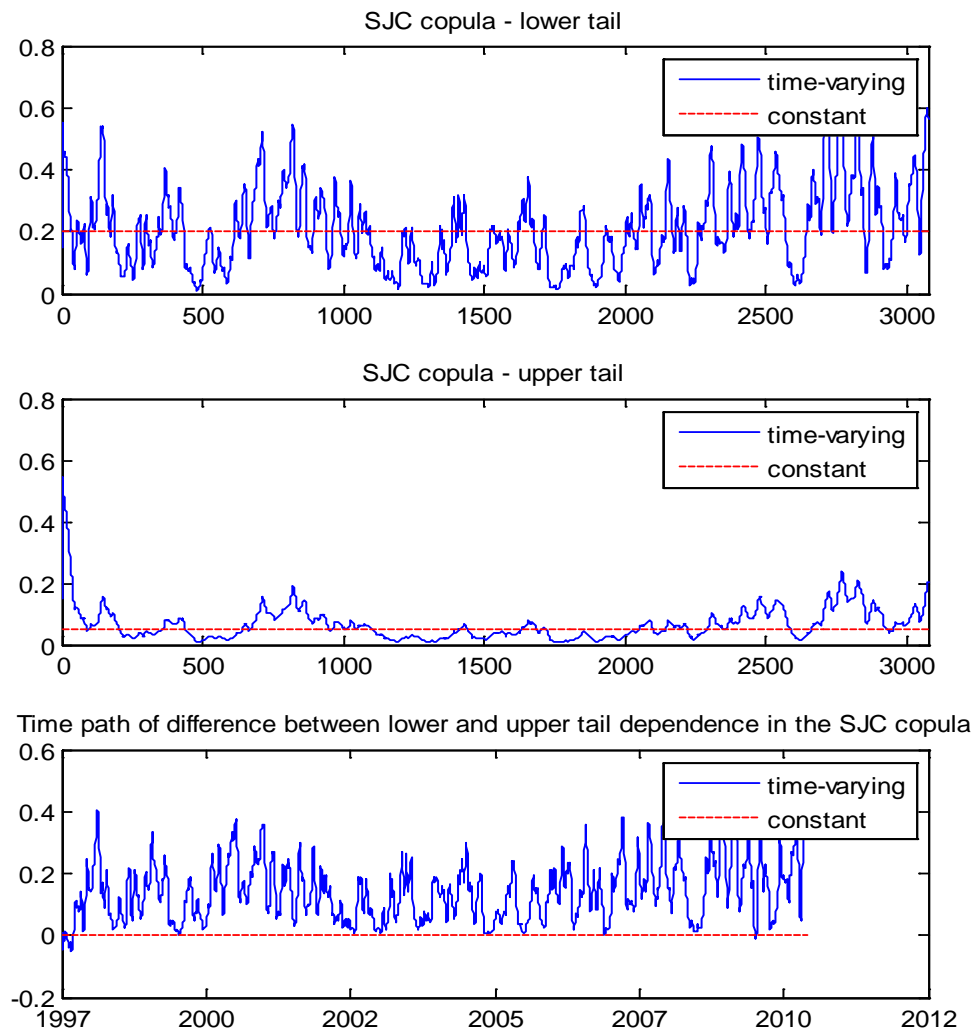 SJC copula - lower tail
0.8
0.6
0.4
0.2
0
time-varying
constant
0 500 1000 1500 2000 2500 3000
SJC copula - upper tail
0.8
0.6
0.4
0.2
0
time-varying
constant
0 500 1000 1500 2000 2500 3000
Time path of difference between lower and upper tail dependence in the SJC copula
0.6
0.4
0.2
0
-0.2
time-varying
constant
1997 2000 2002 2005 2007 2010 2012